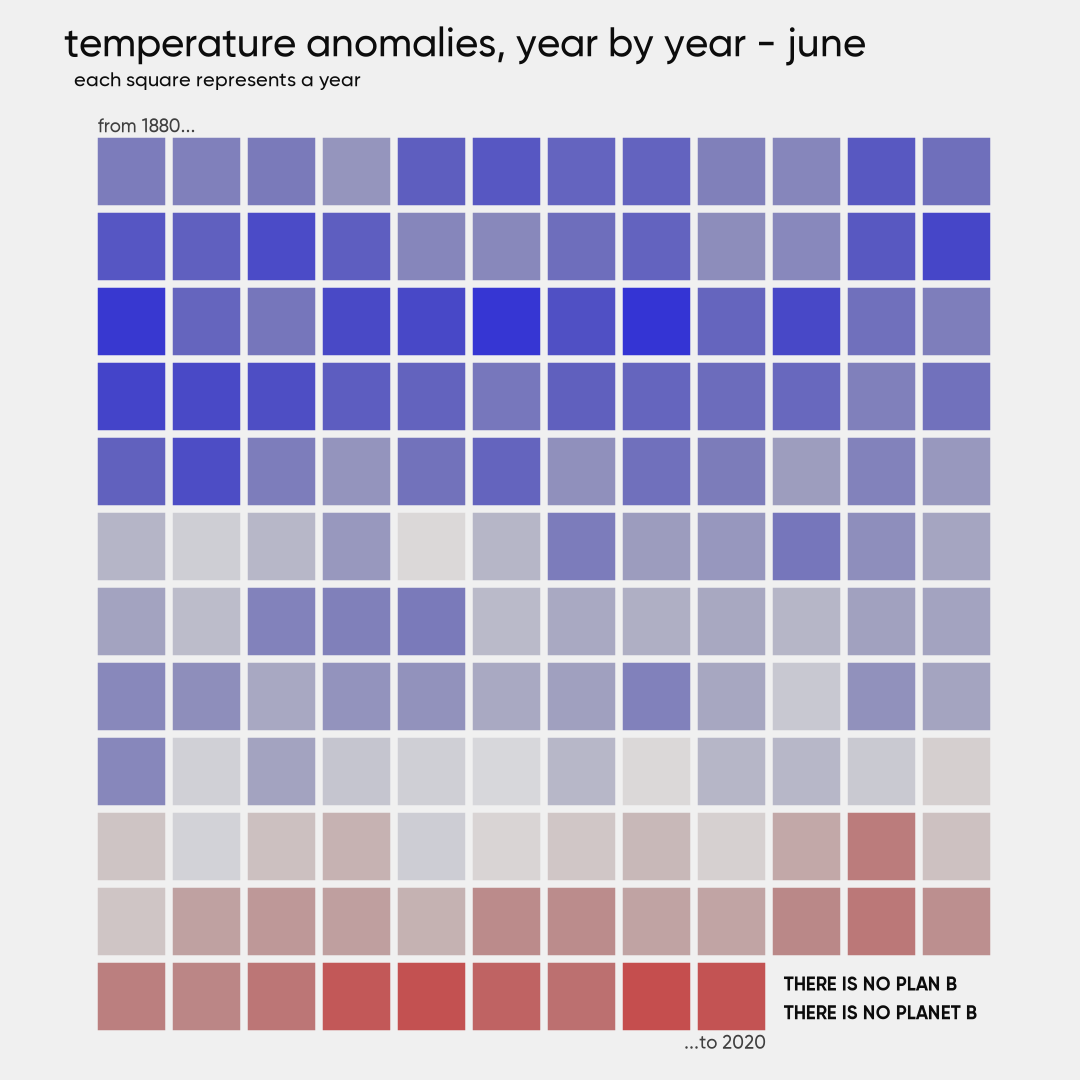 temperature anomalies, year by year - june
each square represents a year
from 1880...
THERE IS NO PLAN B
THERE IS NO PLANET B
...to 2020